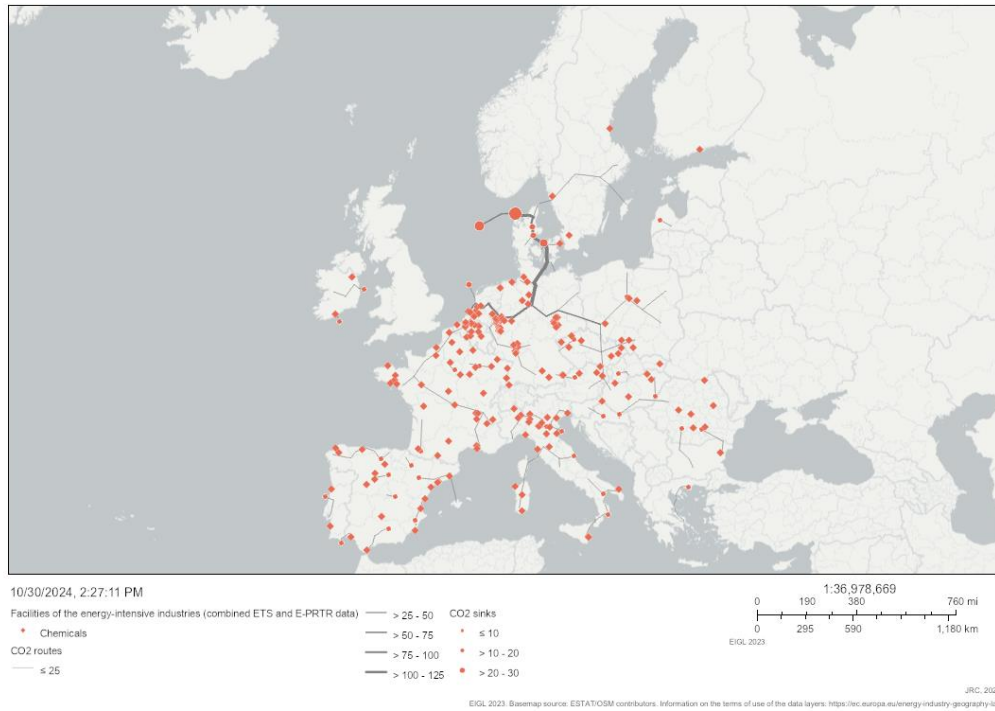 10/30/2024, 2:27:11 PM
Facilities of the energy-intensive industries (combined ETS and E-PRTR data)
Chemicals
CO2 routes
≤ 25
> 25 - 50
> 50 - 75
> 75 - 100
> 100 - 125
CO2 sinks
≤ 10
> 10 - 20
> 20 - 30
1:36,978,669
0 190 380 760 mi
0 295 590 1,180 km
EIGL 2023
JRC,
EIGL 2023. Basemap source: ESTAT/OSM contributors. Information on the terms of use of the data layers: https://ec.europa.eu/energy-industry-geography-la